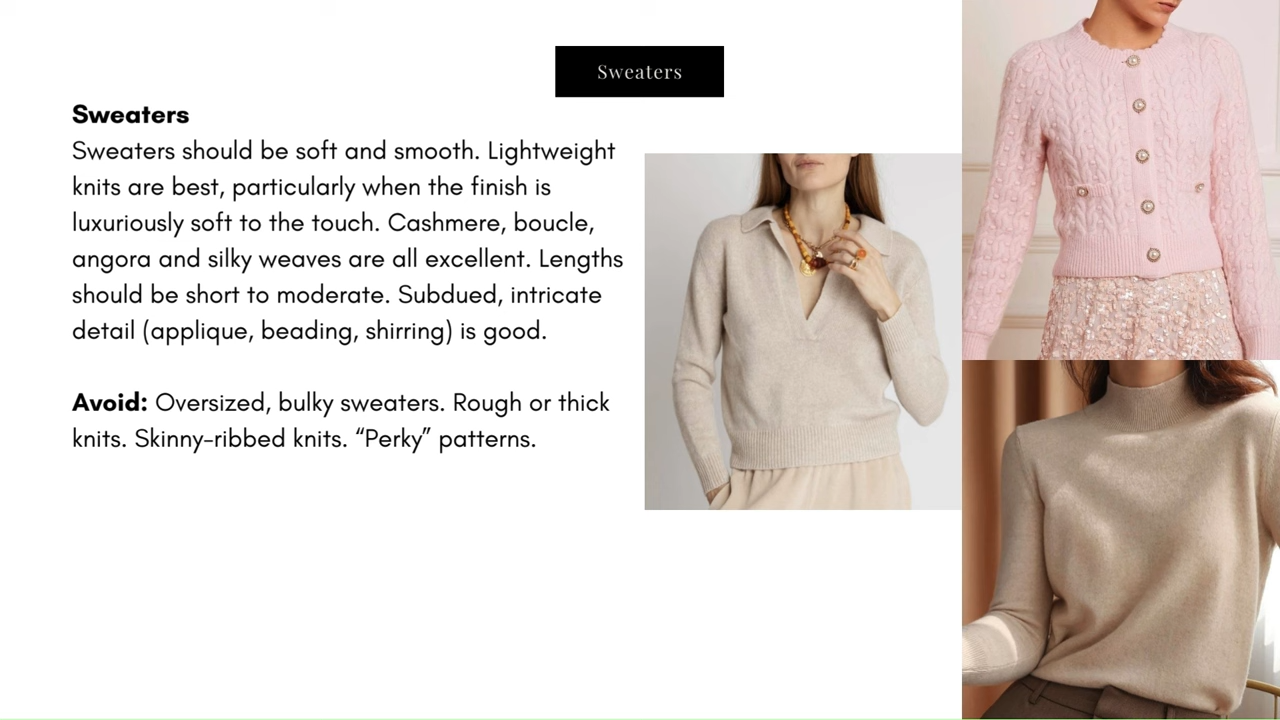 Sweaters
Sweaters
Sweaters should be soft and smooth. Lightweight
knits are best, particularly when the finish is
luxuriously soft to the touch. Cashmere, boucle,
angora and silky weaves are all excellent. Lengths
should be short to moderate. Subdued, intricate
detail (applique, beading, shirring) is good.
Avoid: Oversized, bulky sweaters. Rough or thick
knits. Skinny-ribbed knits. “Perky” patterns.